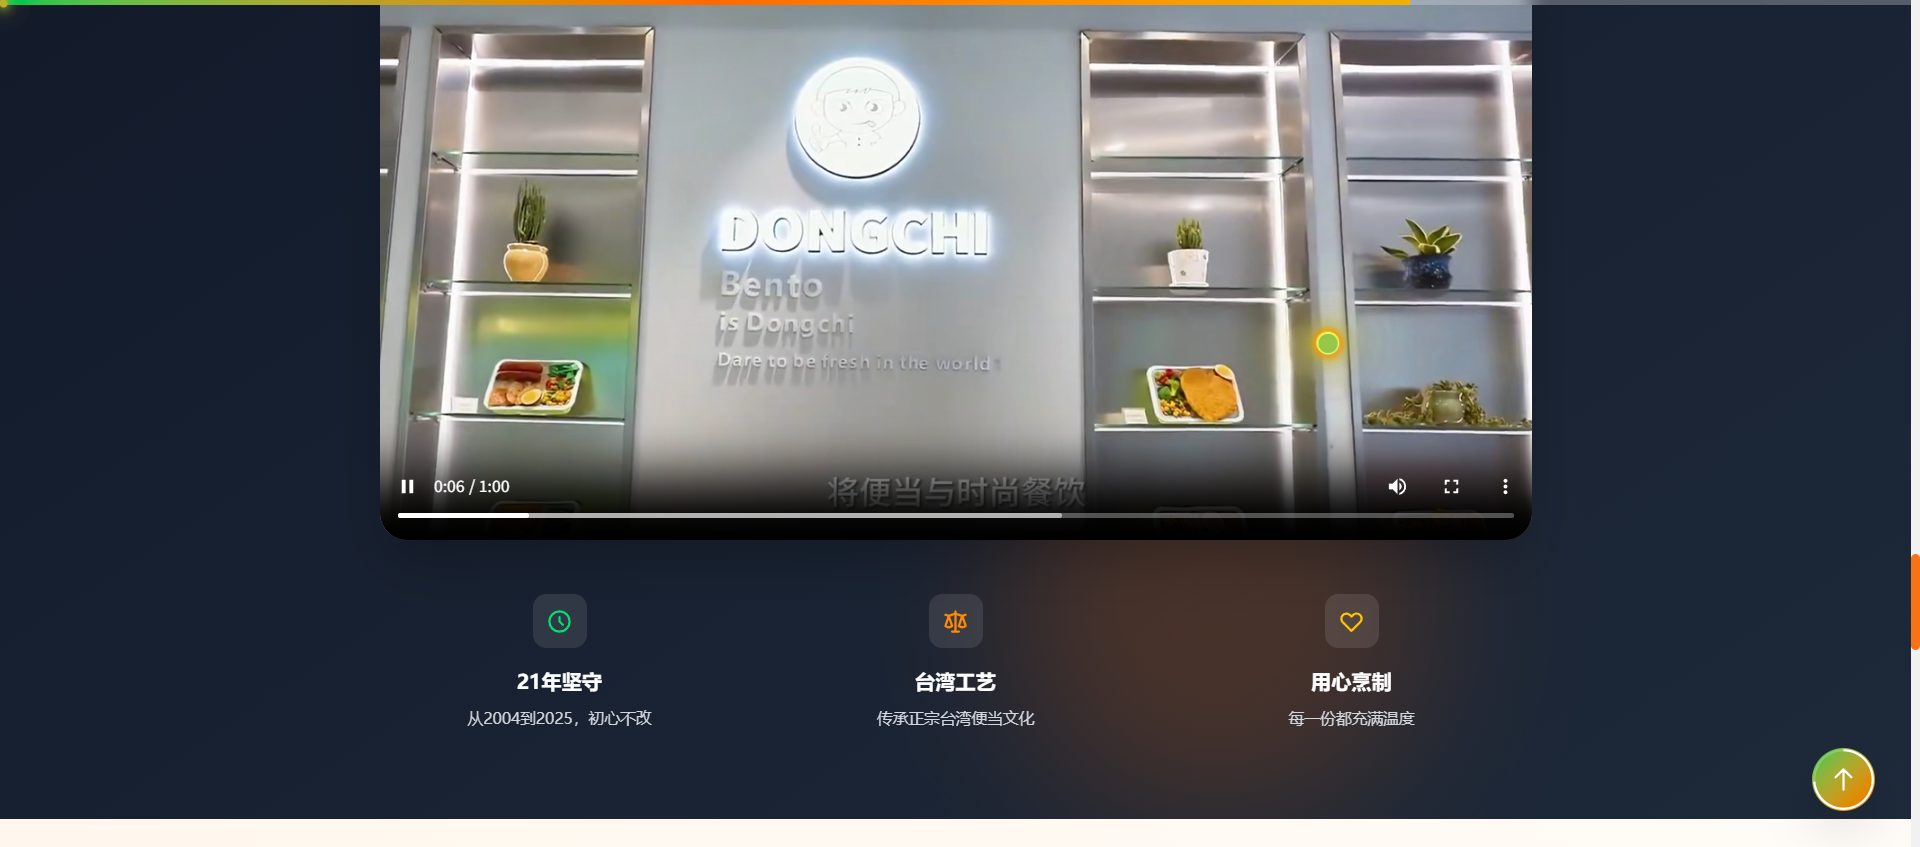 DONGCHI
Bento
is Dongchi
Dare to be fresh in the world
将便当与时尚餐饮
0:06 / 1:00
21年坚守
从2004到2025，初心不改
台湾工艺
传承正宗台湾便当文化
用心烹制
每一份都充满温度